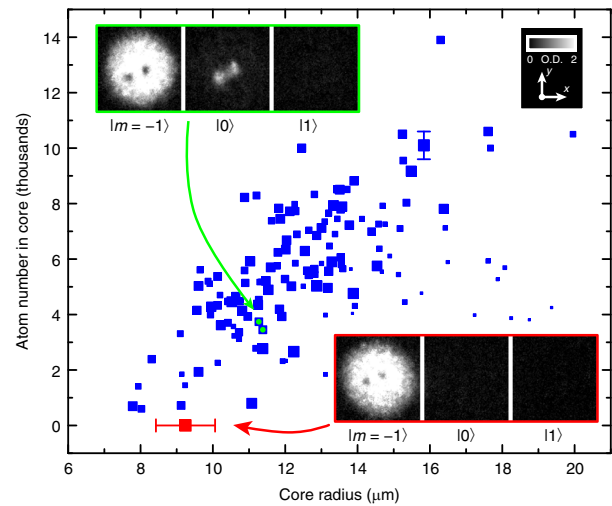 16
14
12
10
8
6
4
2
0
Atom number in core (thousands)
|m = −1⟩ |0⟩ |1⟩
0 O.D. 2
y
x
|m = −1⟩ |0⟩ |1⟩
6 8 10 12 14 16 18 20
Core radius (μm)